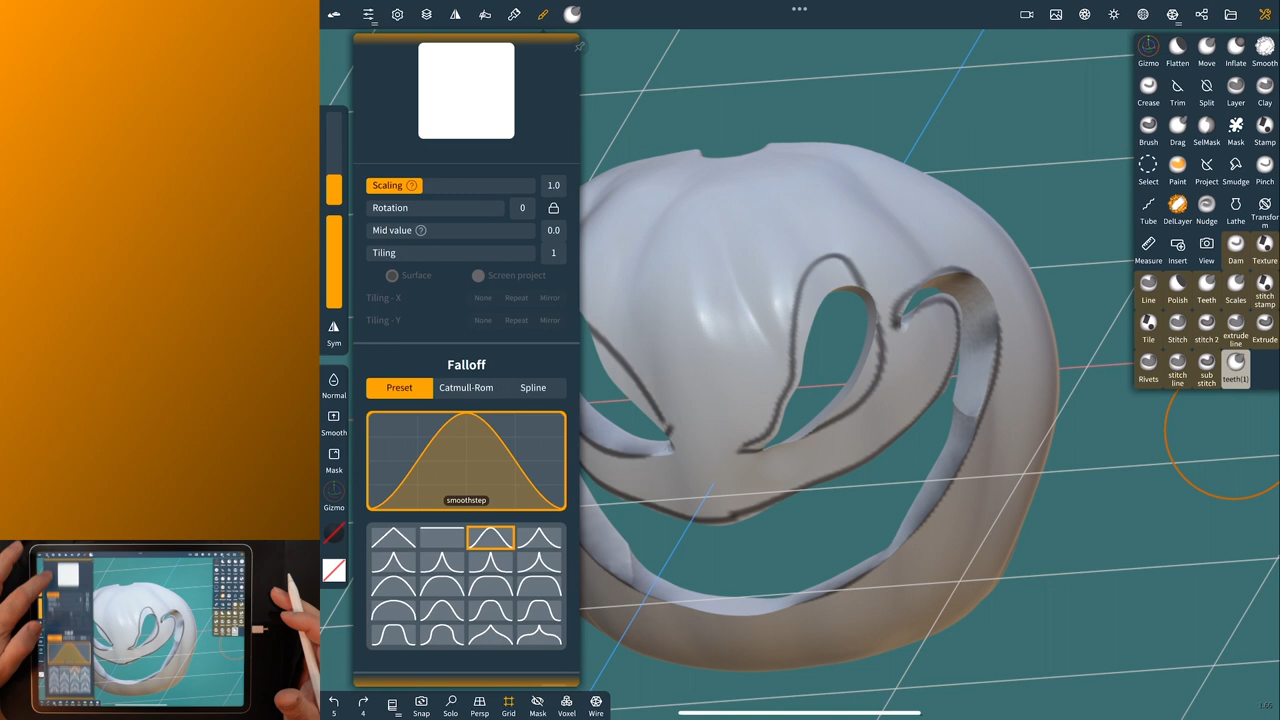 Scaling ? 1.0
Rotation 0
Mid value ? 0.0
Tiling 1
Surface Screen project
Tiling - X None Repeat Mirror
Tiling - Y None Repeat Mirror
Falloff
Preset Catmull-Rom Spline
smoothstep
Sym
Normal
Smooth
Mask
Gizmo
5 4 Snap Solo Persp Grid Mask Voxel Wire
Gizmo Flatten Move Inflate Smooth
Crease Trim Split Layer Clay
Brush Drag SelMask Mask Stamp
Select Paint Project Smudge Pinch
Tube DelLayer Nudge Lathe Transfor
m
Measure Insert View Dam Texture
Line Polish Teeth Scales stitch
stamp
Tile Stitch stitch 2 extrude
line Extrude
Rivets stitch
line sub
stitch teeth(1)